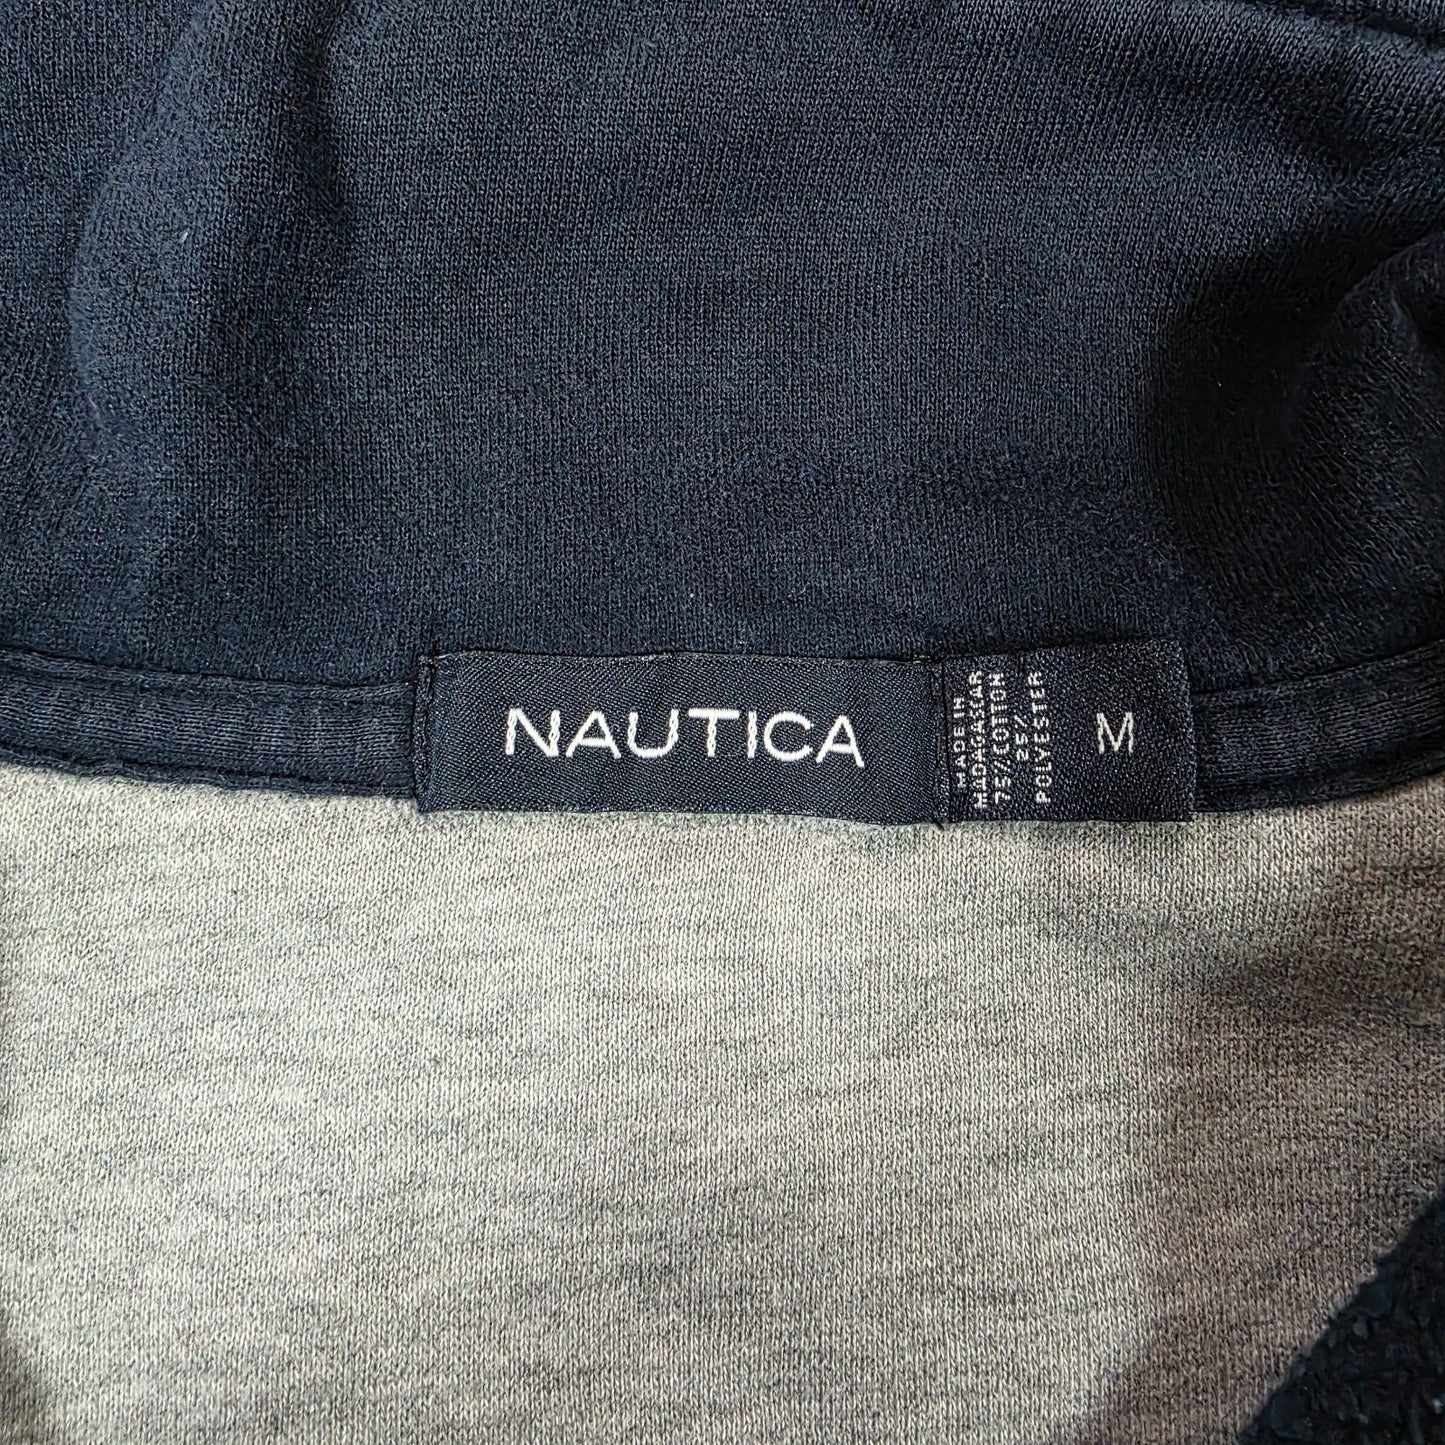 NAUTICA
MADE IN
MADAGASCAR
75% COTTON
25%
POLYESTER
M